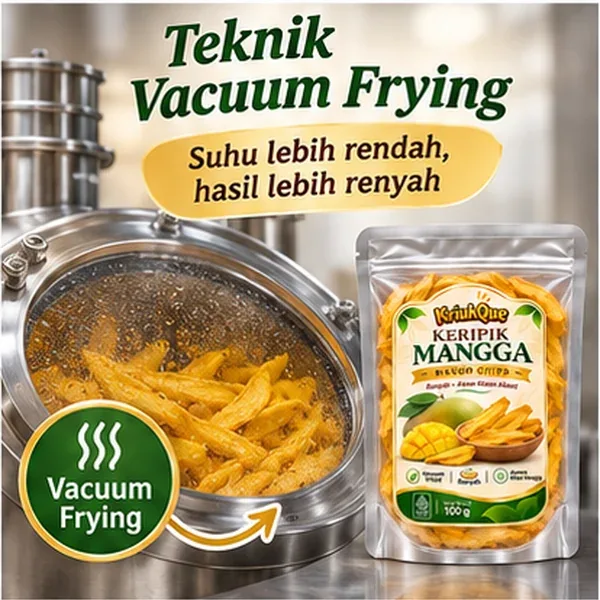 Teknik
Vacuum Frying
Suhu lebih rendah,
hasil lebih renyah
KriukQue
KERIPIK
MANGGA
100 g
Vacuum
Frying